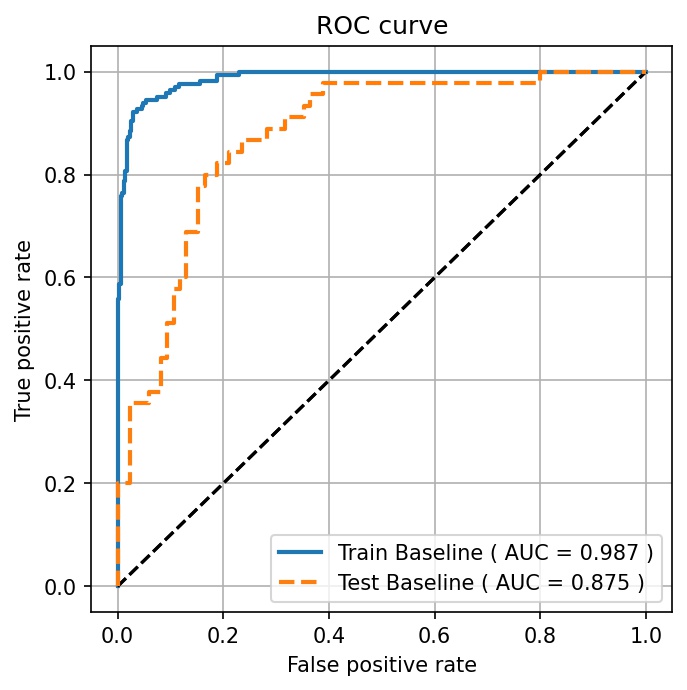 ROC curve
True positive rate
1.0
0.8
0.6
0.4
0.2
0.0
Train Baseline ( AUC = 0.987 )
Test Baseline ( AUC = 0.875 )
0.0 0.2 0.4 0.6 0.8 1.0
False positive rate